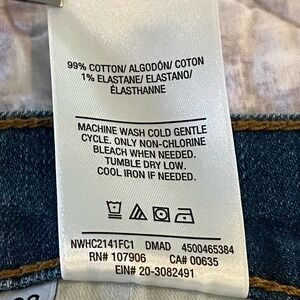 99% COTTON/ ALGODÓN/ COTON
1% ELASTANE/ ELASTANO/
ÉLASTHANNE
MACHINE WASH COLD GENTLE
CYCLE. ONLY NON-CHLORINE
BLEACH WHEN NEEDED.
TUMBLE DRY LOW.
COOL IRON IF NEEDED.
NWHC2141FC1 DMAD 4500465384
RN# 107906 CA# 00635
EIN# 20-3082491